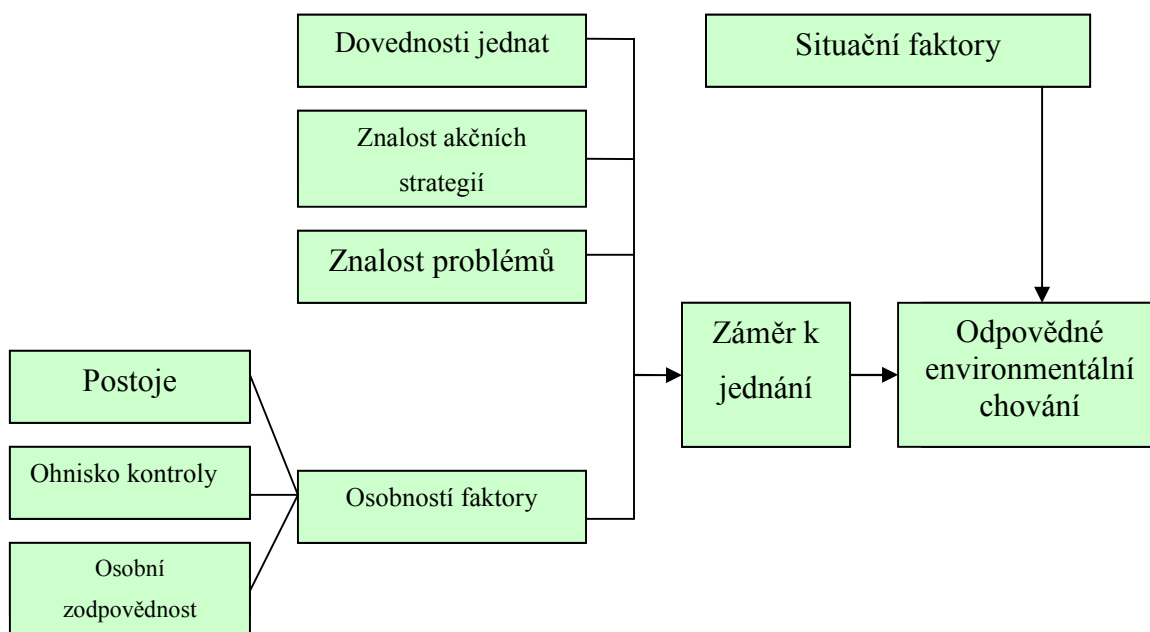 Dovednosti jednat
Situační faktory
Znalost akčních
strategií
Znalost problémů
Záměr k
jednání
Odpovědné
environmentální
chování
Postoje
Ohnisko kontroly
Osobností faktory
Osobní
zodpovědnost